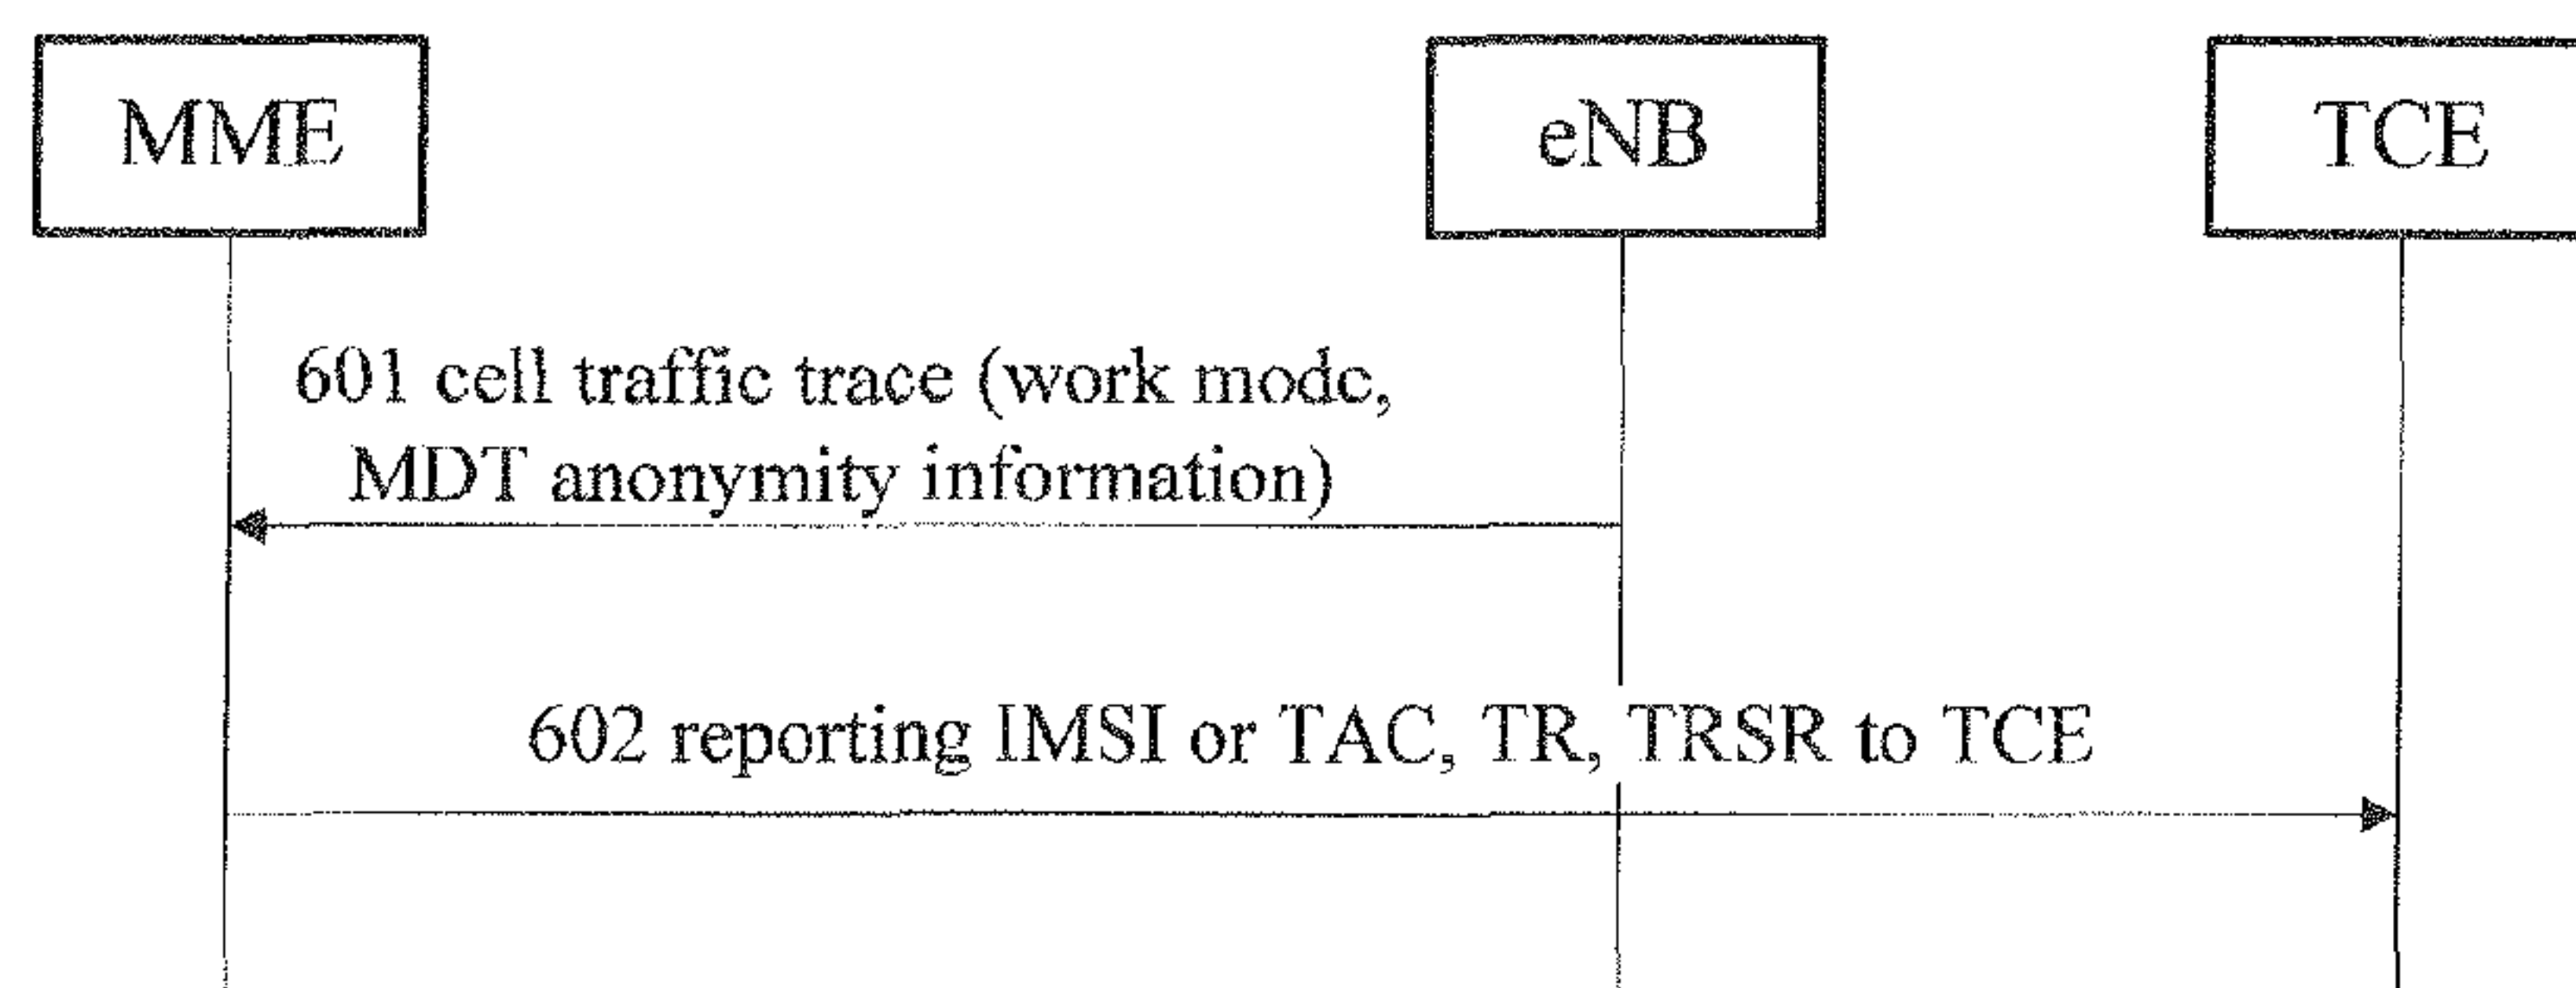 MME
eNB
TCE
601 cell traffic trace (work mode,
MDT anonymity information)
602 reporting IMSI or TAC, TR, TRSR to TCE